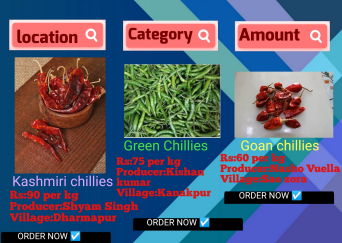 location
Category
Amount
Kashmiri chillies
Rs:90 per kg
Producer:Shyam Singh
Village:Dharmapur
ORDER NOW ☑
Green Chillies
Rs:75 per kg
Producer:Kishan
kumar
Village:Kanakpur
ORDER NOW ☑
Goan chillies
Rs:60 per kg
Vuella
ORDER NOW ☑